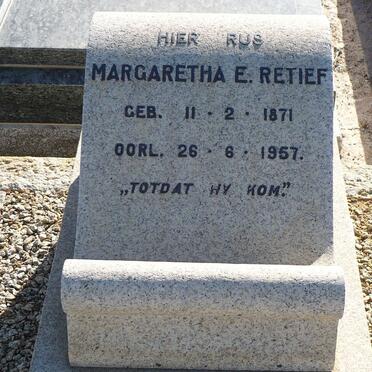 HIER RUS
MARGARETHA E. RETIEF
GEB. 11 · 2 · 1871
OORL. 26 · 6 · 1957.
„TOTDAT HY KOM."